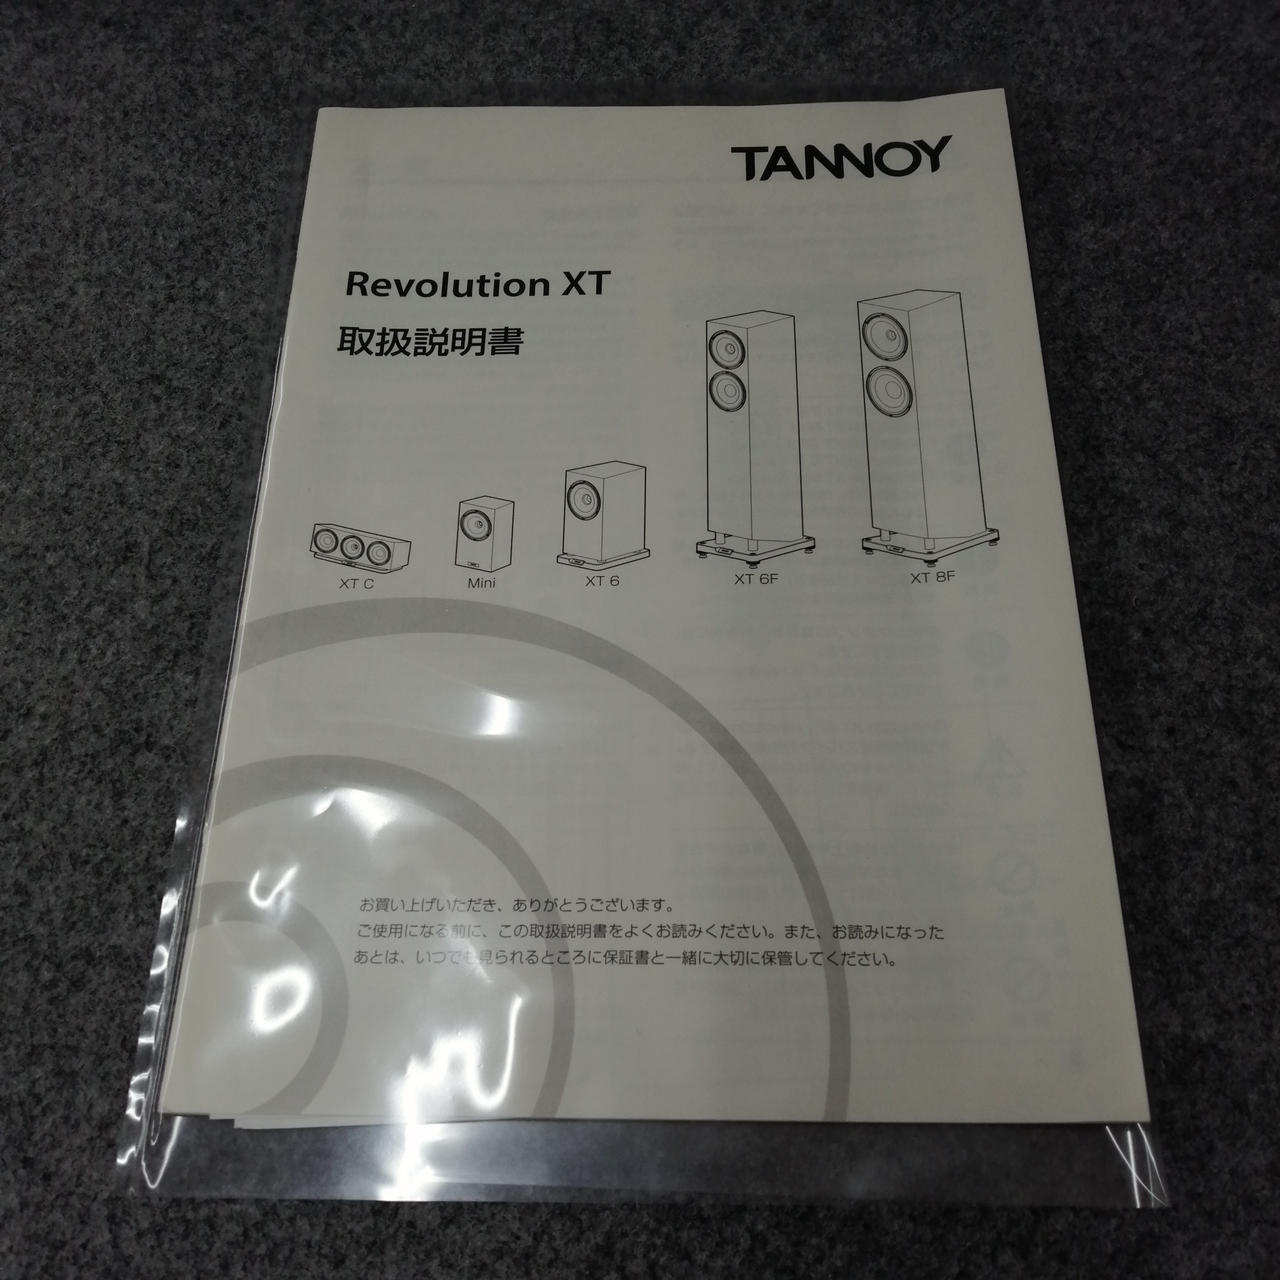 TANNOY
Revolution XT
取扱説明書
XT C
Mini
XT 6
XT 6F
XT 8F
お買い上げいただき、ありがとうございます。
ご使用になる前に、この取扱説明書をよくお読みください。また、お読みになった
あとは、いつでも見られるところに保証書と一緒に大切に保管してください。